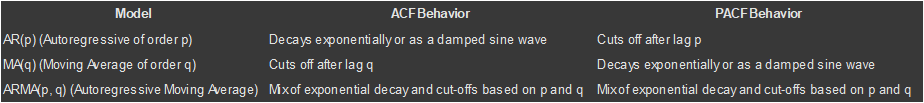 Model ACF Behavior PACF Behavior
AR(p) (Autoregressive of order p) Decays exponentially or as a damped sine wave Cuts off after lag p
MA(q) (Moving Average of order q) Cuts off after lag q Decays exponentially or as a damped sine wave
ARMA(p, q) (Autoregressive Moving Average) Mix of exponential decay and cut-offs based on p and q Mix of exponential decay and cut-offs based on p and q